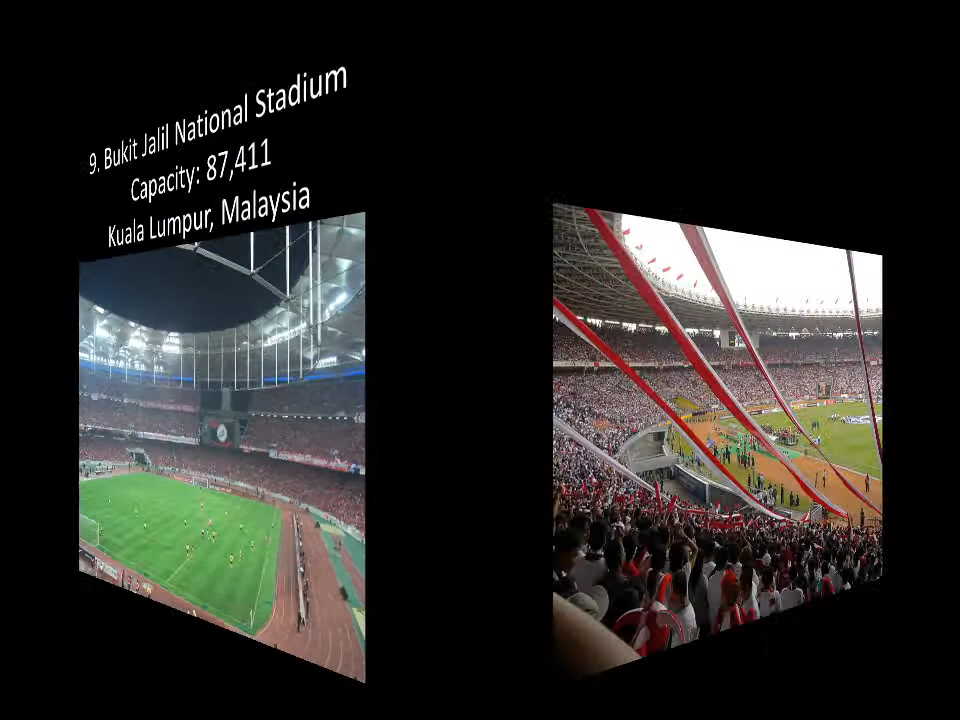 9. Bukit Jalil National Stadium
Capacity: 87,411
Kuala Lumpur, Malaysia